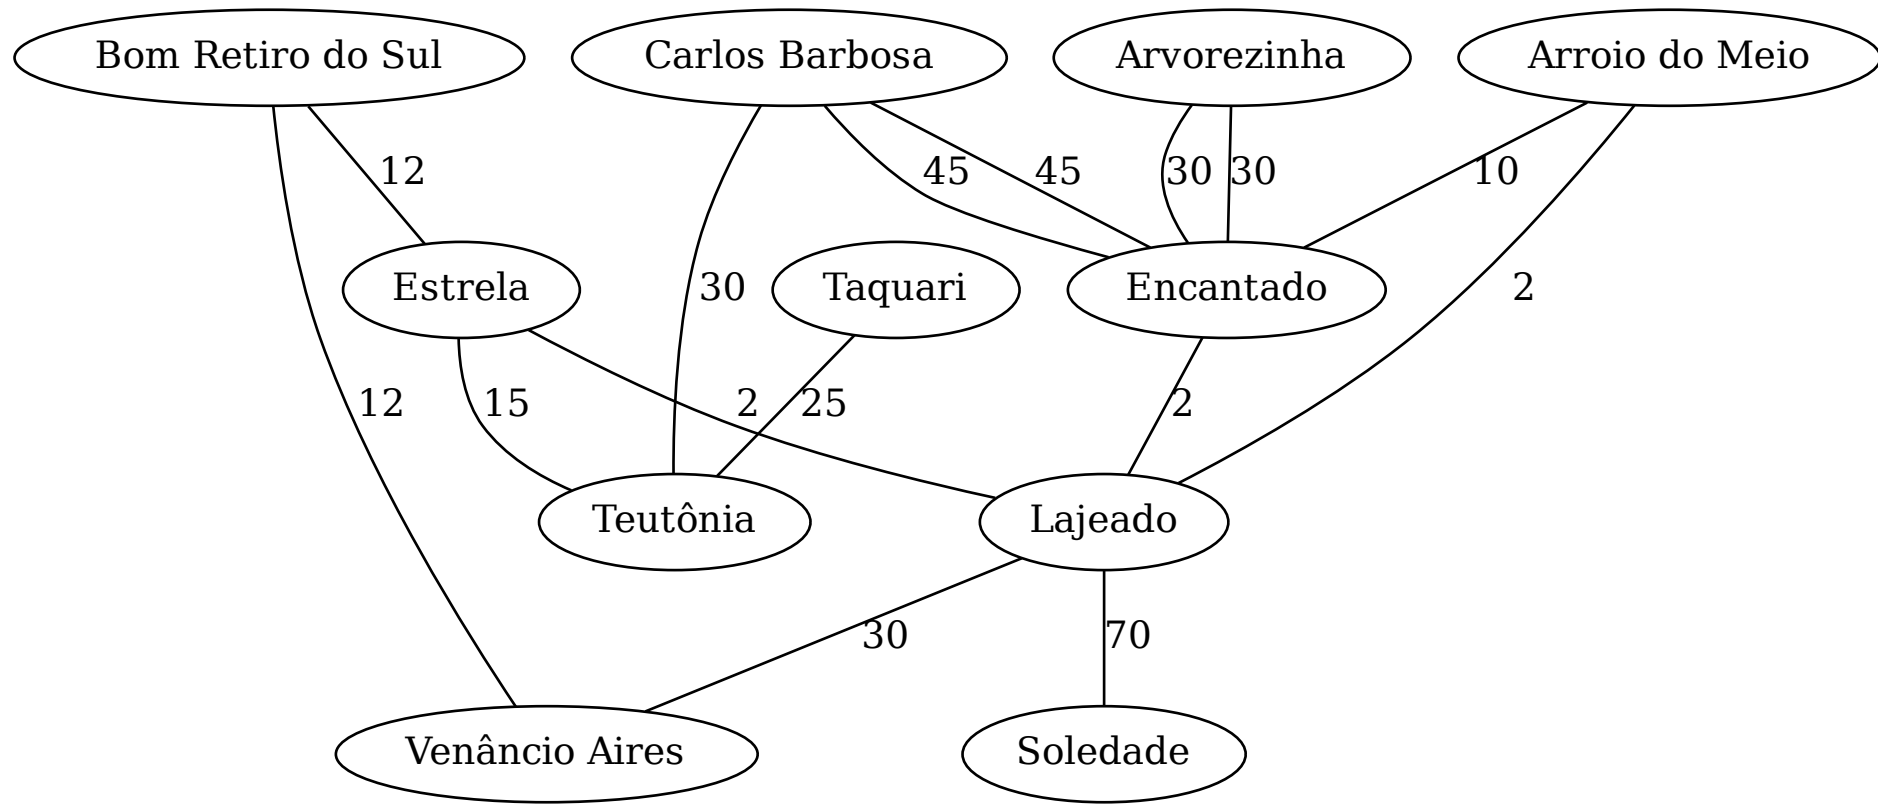 Bom Retiro do Sul
Carlos Barbosa
Arvorezinha
Arroio do Meio
12
45
45
30
30
10
Estrela
30
Taquari
Encantado
2
12
15
2
25
2
Teutônia
Lajeado
30
70
Venâncio Aires
Soledade